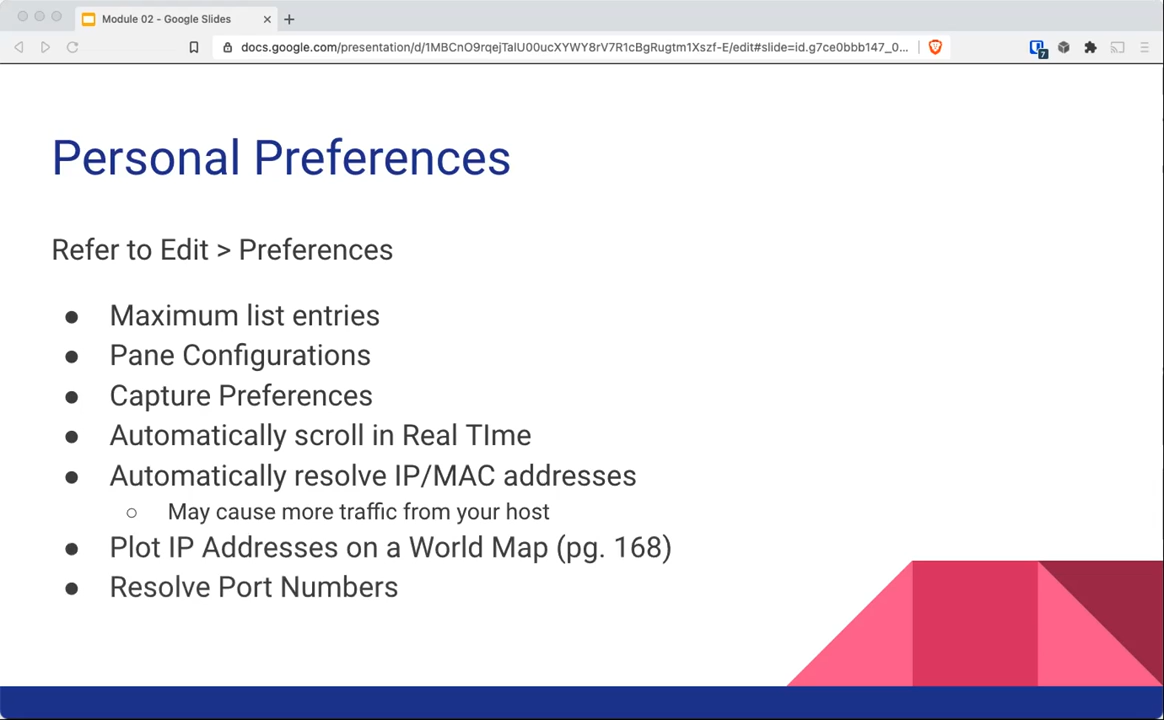 Module 02 - Google Slides
docs.google.com/presentation/d/1MBCnO9rqejTalU00ucXYWY8rV7R1cBgRugtm1Xszf-E/edit#slide=id.g7ce0bbb147_0...
7
Personal Preferences
Refer to Edit > Preferences
● Maximum list entries
● Pane Configurations
● Capture Preferences
● Automatically scroll in Real TIme
● Automatically resolve IP/MAC addresses
○ May cause more traffic from your host
● Plot IP Addresses on a World Map (pg. 168)
● Resolve Port Numbers